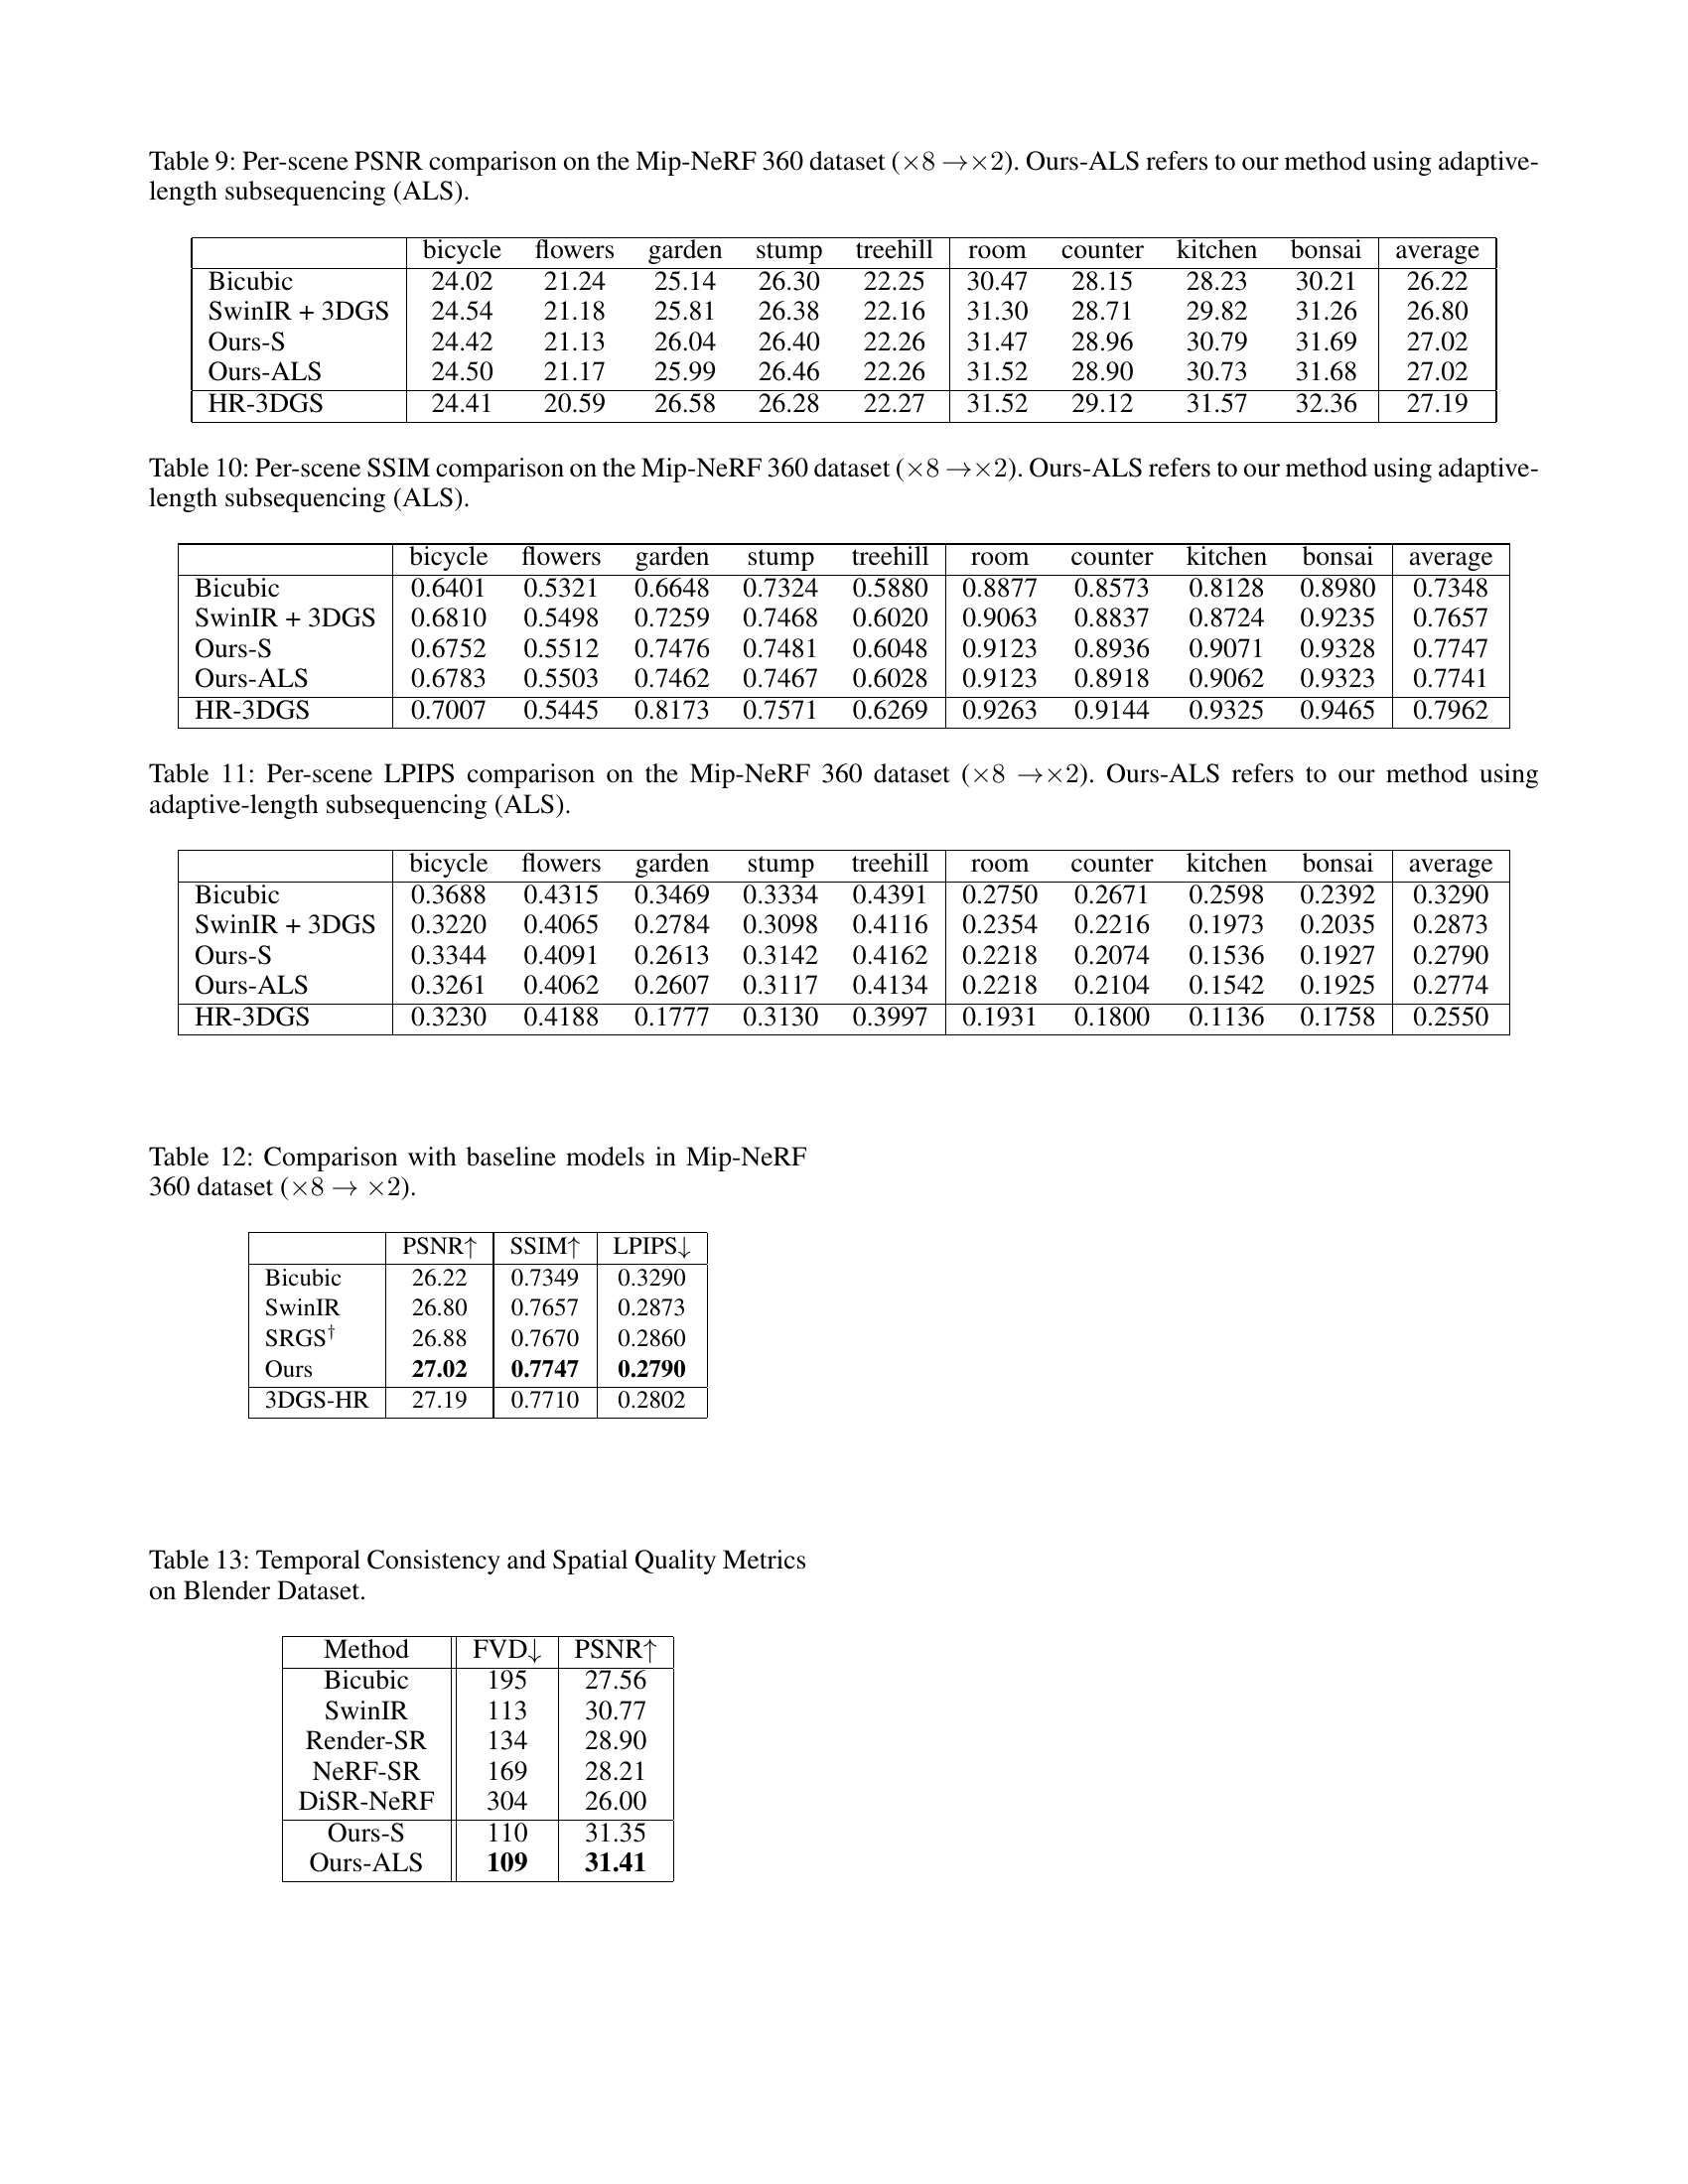 Table 9: Per-scene PSNR comparison on the Mip-NeRF 360 dataset (×8 →×2). Ours-ALS refers to our method using adaptive-
length subsequencing (ALS).
bicycle flowers garden stump treehill room counter kitchen bonsai average
Bicubic 24.02 21.24 25.14 26.30 22.25 30.47 28.15 28.23 30.21 26.22
SwinIR + 3DGS 24.54 21.18 25.81 26.38 22.16 31.30 28.71 29.82 31.26 26.80
Ours-S 24.42 21.13 26.04 26.40 22.26 31.47 28.96 30.79 31.69 27.02
Ours-ALS 24.50 21.17 25.99 26.46 22.26 31.52 28.90 30.73 31.68 27.02
HR-3DGS 24.41 20.59 26.58 26.28 22.27 31.52 29.12 31.57 32.36 27.19
Table 10: Per-scene SSIM comparison on the Mip-NeRF 360 dataset (×8 →×2). Ours-ALS refers to our method using adaptive-
length subsequencing (ALS).
bicycle flowers garden stump treehill room counter kitchen bonsai average
Bicubic 0.6401 0.5321 0.6648 0.7324 0.5880 0.8877 0.8573 0.8128 0.8980 0.7348
SwinIR + 3DGS 0.6810 0.5498 0.7259 0.7468 0.6020 0.9063 0.8837 0.8724 0.9235 0.7657
Ours-S 0.6752 0.5512 0.7476 0.7481 0.6048 0.9123 0.8936 0.9071 0.9328 0.7747
Ours-ALS 0.6783 0.5503 0.7462 0.7467 0.6028 0.9123 0.8918 0.9062 0.9323 0.7741
HR-3DGS 0.7007 0.5445 0.8173 0.7571 0.6269 0.9263 0.9144 0.9325 0.9465 0.7962
Table 11: Per-scene LPIPS comparison on the Mip-NeRF 360 dataset (×8 →×2). Ours-ALS refers to our method using
adaptive-length subsequencing (ALS).
bicycle flowers garden stump treehill room counter kitchen bonsai average
Bicubic 0.3688 0.4315 0.3469 0.3334 0.4391 0.2750 0.2671 0.2598 0.2392 0.3290
SwinIR + 3DGS 0.3220 0.4065 0.2784 0.3098 0.4116 0.2354 0.2216 0.1973 0.2035 0.2873
Ours-S 0.3344 0.4091 0.2613 0.3142 0.4162 0.2218 0.2074 0.1536 0.1927 0.2790
Ours-ALS 0.3261 0.4062 0.2607 0.3117 0.4134 0.2218 0.2104 0.1542 0.1925 0.2774
HR-3DGS 0.3230 0.4188 0.1777 0.3130 0.3997 0.1931 0.1800 0.1136 0.1758 0.2550
Table 12: Comparison with baseline models in Mip-NeRF
360 dataset (×8 → ×2).
PSNR↑ SSIM↑ LPIPS↓
Bicubic 26.22 0.7349 0.3290
SwinIR 26.80 0.7657 0.2873
SRGS† 26.88 0.7670 0.2860
Ours 27.02 0.7747 0.2790
3DGS-HR 27.19 0.7710 0.2802
Table 13: Temporal Consistency and Spatial Quality Metrics
on Blender Dataset.
Method FVD↓ PSNR↑
Bicubic 195 27.56
SwinIR 113 30.77
Render-SR 134 28.90
NeRF-SR 169 28.21
DiSR-NeRF 304 26.00
Ours-S 110 31.35
Ours-ALS 109 31.41